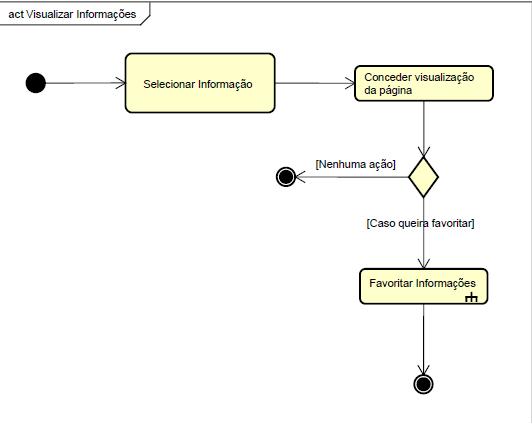 act Visualizar Informações
Selecionar Informação
Conceder visualização
da página
[Nenhuma ação]
[Caso queira favoritar]
Favoritar Informações